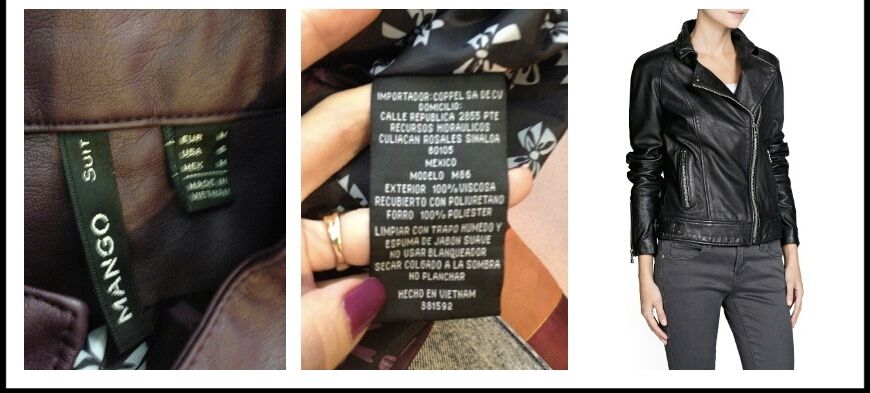 MANGO SUIT
EUR M
USA M
MEX M
MADE IN
VIETNAM
IMPORTADOR:COPPEL SA DE CU
DOMICILIO:
CALLE REPUBLICA 2855 PTE
RECURSOS HIDRAULICOS
CULIACAN ROSALES SINALOA
80105
MEXICO
MODELO M86
EXTERIOR 100%VISCOSA
RECUBIERTO CON POLIURETANO
FORRO 100%POLIESTER
LIMPIAR CON TRAPO HUMEDO Y
ESPUMA DE JABON SUAVE
NO USAR BLANQUEADOR
SECAR COLGADO A LA SOMBRA
NO PLANCHAR
HECHO EN VIETNAM
381592